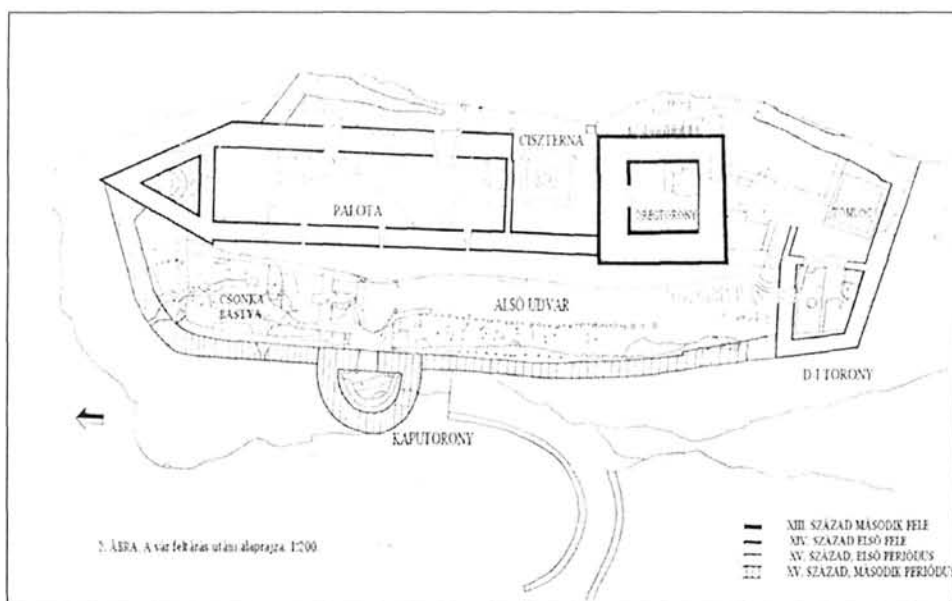 CISZTERNA
PALOTA
ÖREGTORONY
TÖMLÖC
CSONKA
BÁSTYA
ALSÓ UDVAR
D-I TORONY
KAPUTORONY
2. ÁBRA. A vár feltárás utáni alaprajza. 1:200.
XIII. SZÁZAD MÁSODIK FELE
XIV. SZÁZAD ELSŐ FELE
XV. SZÁZAD, ELSŐ PERIÓDUS
XV. SZÁZAD, MÁSODIK PERIÓDUS